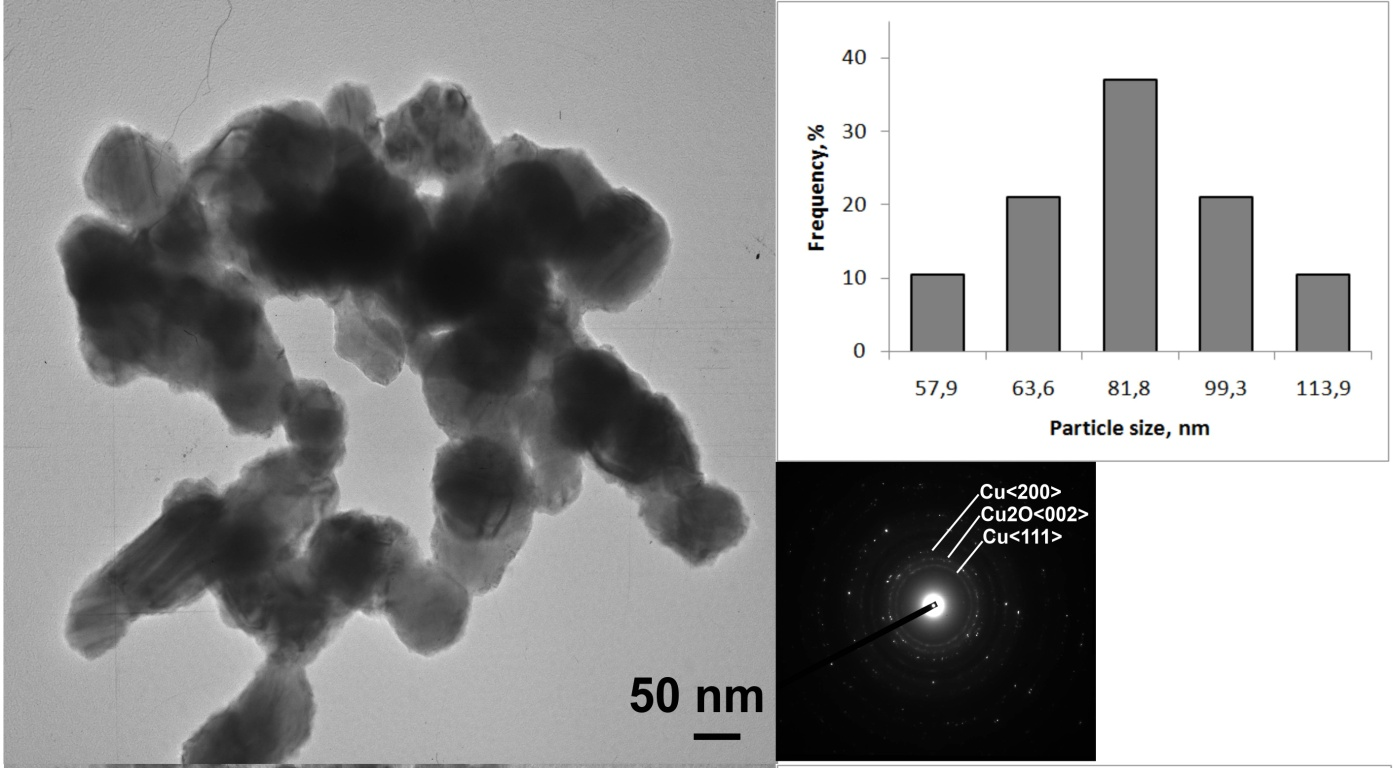 50 nm
Frequency,%
40
30
20
10
0
57,9 63,6 81,8 99,3 113,9
Particle size, nm
Cu<200>
Cu2O<002>
Cu<111>